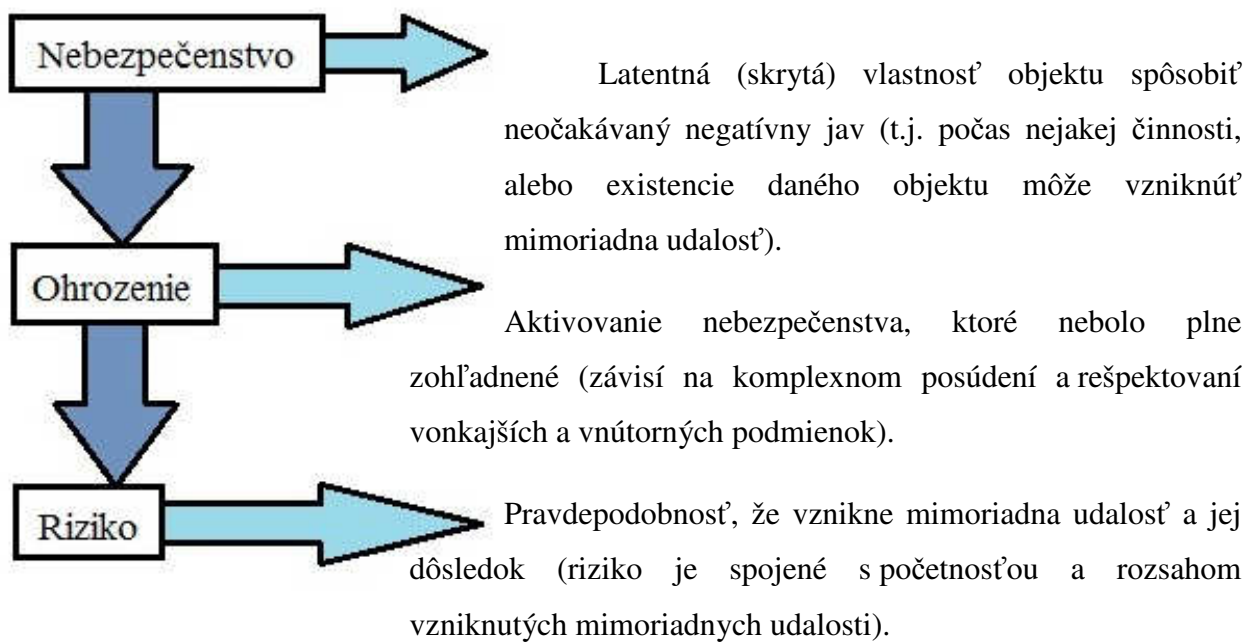 Nebezpečenstvo
Latentná (skrytá) vlastnosť objektu spôsobiť
neočakávaný negatívny jav (t.j. počas nejakej činnosti,
alebo existencie daného objektu môže vzniknúť
mimoriadna udalosť).
Ohrozenie
Aktivovanie nebezpečenstva, ktoré nebolo plne
zohľadnené (závisí na komplexnom posúdení a rešpektovaní
vonkajších a vnútorných podmienok).
Riziko
Pravdepodobnosť, že vznikne mimoriadna udalosť a jej
dôsledok (riziko je spojené s početnosťou a rozsahom
vzniknutých mimoriadnych udalosti).